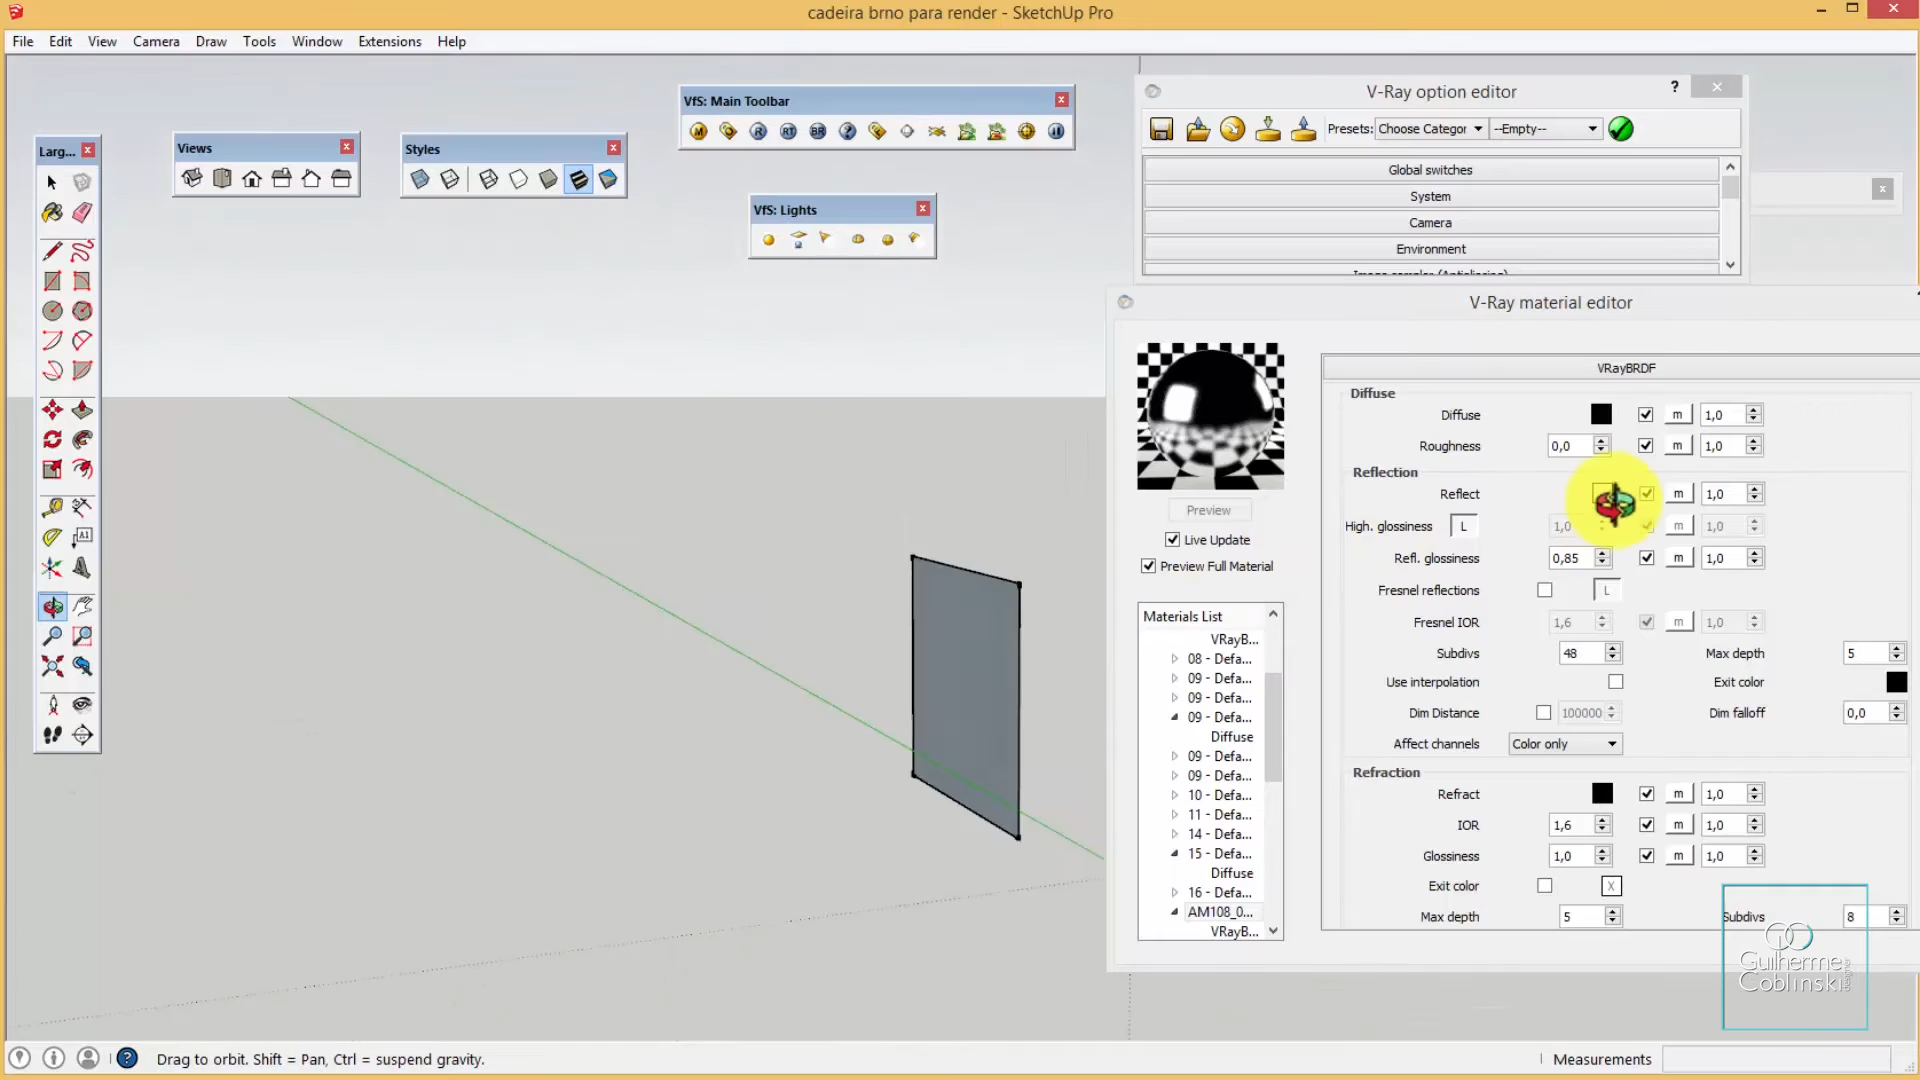 cadeira brno para render - SketchUp Pro
File Edit View Camera Draw Tools Window Extensions Help
VfS: Main Toolbar
V-Ray option editor
?
M R RT BR ?
Presets: Choose Categor --Empty--
Larg...
Views
Styles
Global switches
System
VfS: Lights
Camera
Environment
V-Ray material editor
VRayBRDF
Diffuse
Diffuse m 1,0
Roughness 0,0 m 1,0
Reflection
Reflect m 1,0
Preview
High. glossiness L 1,0 m 1,0
Live Update
Refl. glossiness 0,85 m 1,0
Preview Full Material
Fresnel reflections L
Materials List
Fresnel IOR 1,6 m 1,0
VRayB...
08 - Defa...
Subdivs 48 Max depth 5
09 - Defa...
Use interpolation Exit color
09 - Defa...
09 - Defa...
Dim Distance 100000 Dim falloff 0,0
Diffuse
Affect channels Color only
09 - Defa...
09 - Defa...
Refraction
10 - Defa...
Refract m 1,0
11 - Defa...
IOR 1,6 m 1,0
14 - Defa...
15 - Defa...
Glossiness 1,0 m 1,0
Diffuse
Exit color X
16 - Defa...
AM108_0...
Max depth 5 Subdivs 8
VRayB...
Guilherme
Coblinski
designer
Drag to orbit. Shift = Pan, Ctrl = suspend gravity.
Measurements